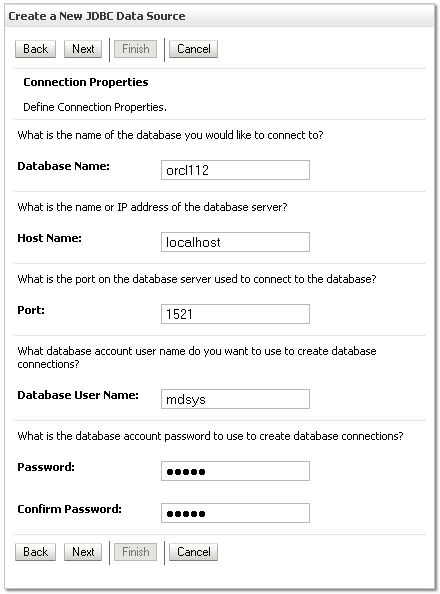 Create a New JDBC Data Source
Back Next Finish Cancel
Connection Properties
Define Connection Properties.
What is the name of the database you would like to connect to?
Database Name: orcl112
What is the name or IP address of the database server?
Host Name: localhost
What is the port on the database server used to connect to the database?
Port: 1521
What database account user name do you want to use to create database
connections?
Database User Name: mdsys
What is the database account password to use to create database connections?
Password: ●●●●●
Confirm Password: ●●●●●
Back Next Finish Cancel